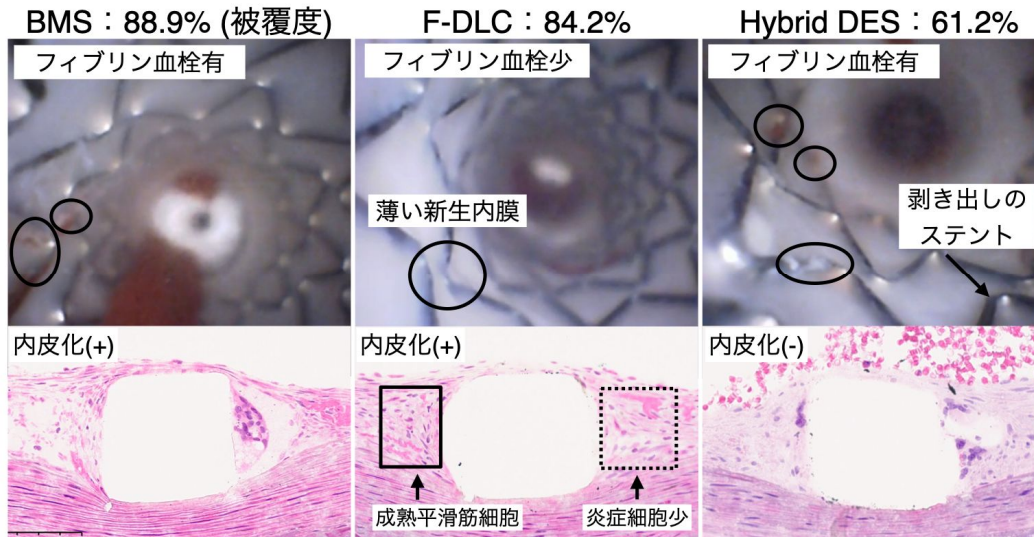 BMS：88.9% (被覆度)
F-DLC：84.2%
Hybrid DES：61.2%
フィブリン血栓有
フィブリン血栓少
フィブリン血栓有
薄い新生内膜
剥き出しの
ステント
内皮化(+)
内皮化(+)
内皮化(-)
成熟平滑筋細胞
炎症細胞少